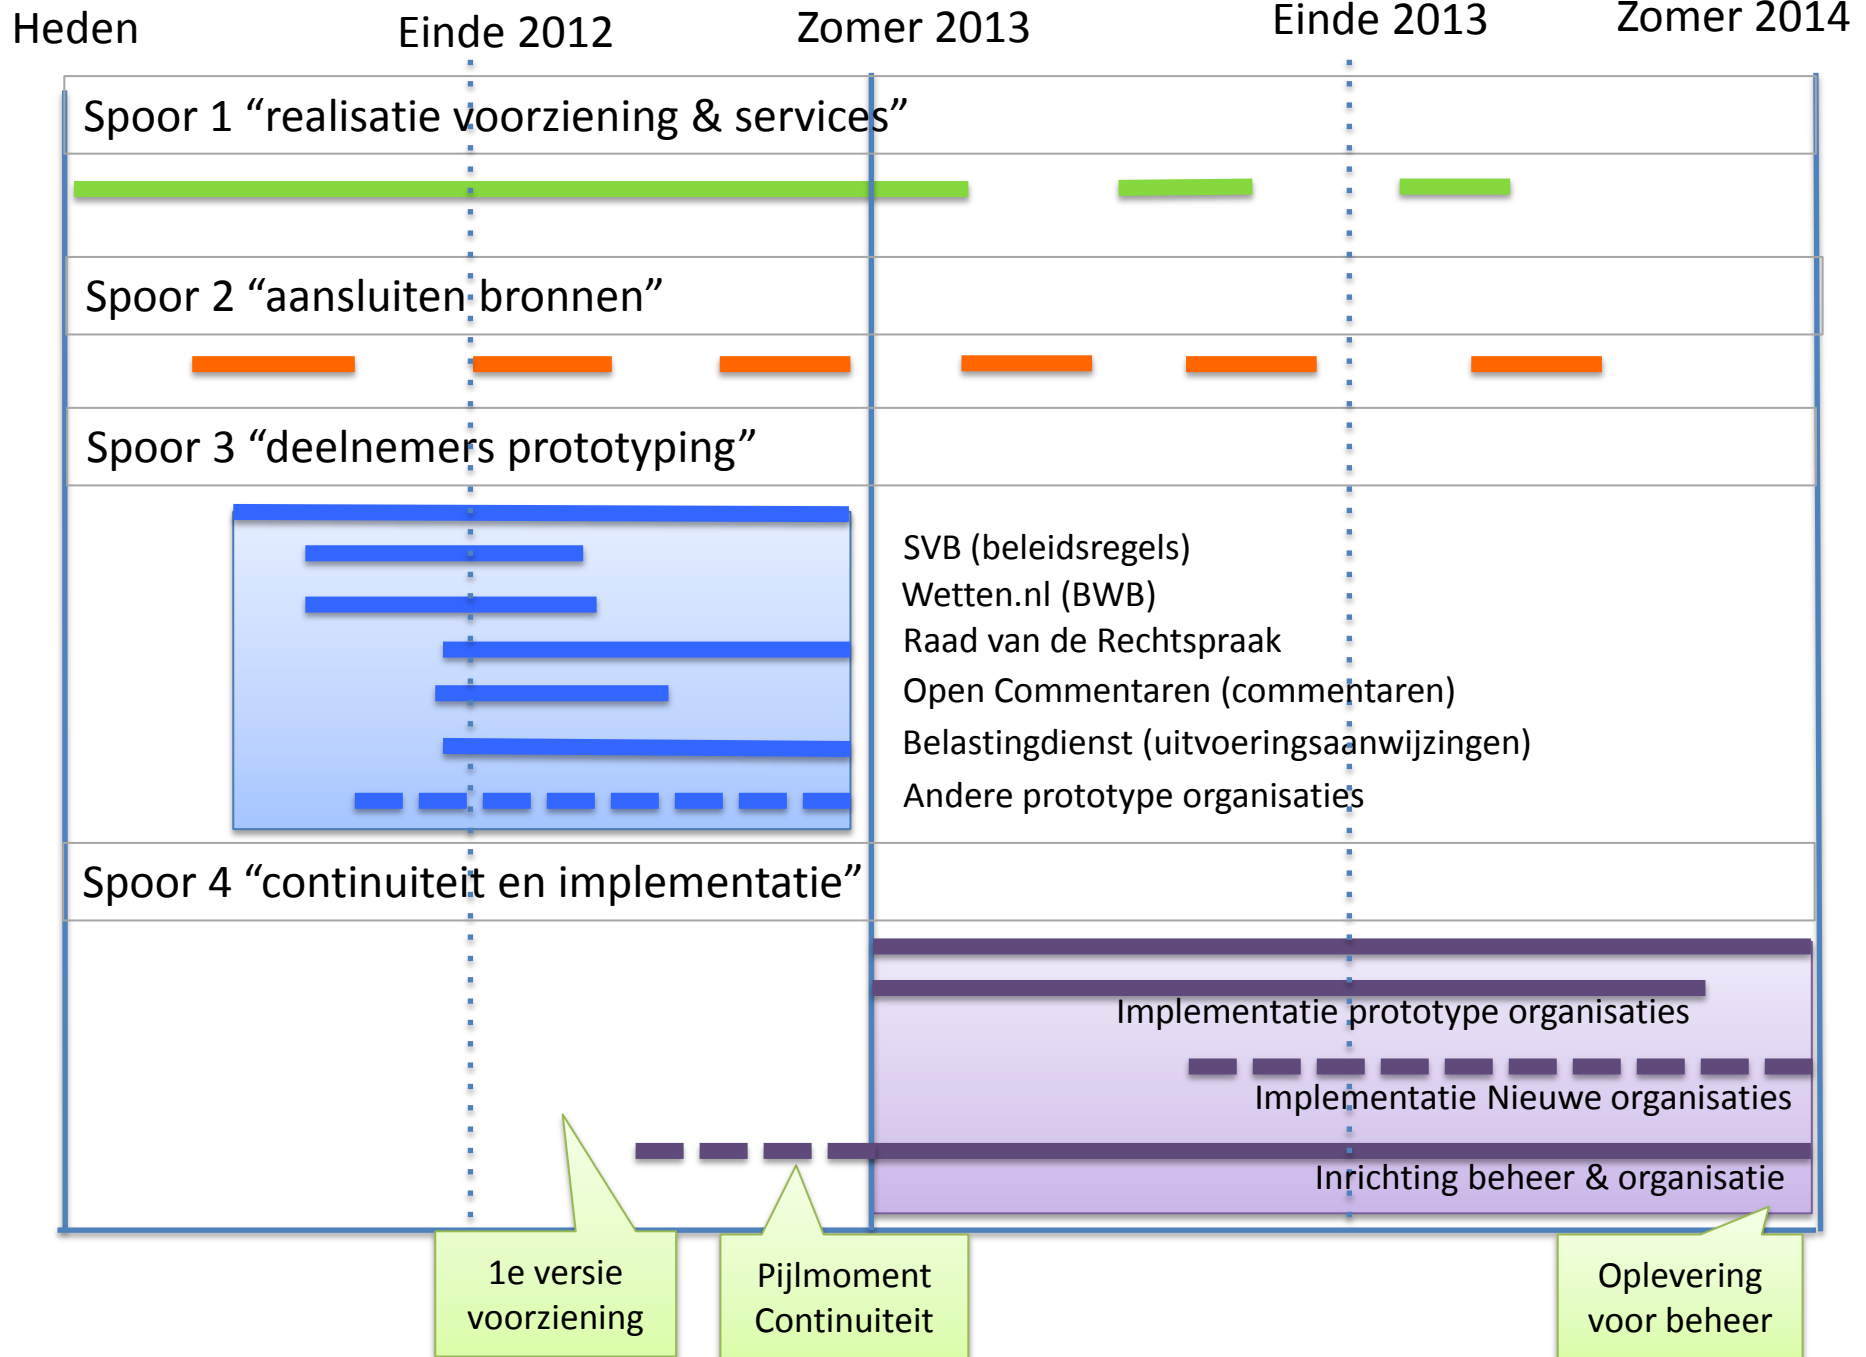 Heden
Einde 2012
Zomer 2013
Einde 2013
Zomer 2014
Spoor 1 “realisatie voorziening & services”
Spoor 2 “aansluiten bronnen”
Spoor 3 “deelnemers prototyping”
SVB (beleidsregels)
Wetten.nl (BWB)
Raad van de Rechtspraak
Open Commentaren (commentaren)
Belastingdienst (uitvoeringsaanwijzingen)
Andere prototype organisaties
Spoor 4 “continuiteit en implementatie”
Implementatie prototype organisaties
Implementatie Nieuwe organisaties
Inrichting beheer & organisatie
1e versie
voorziening
Pijlmoment
Continuiteit
Oplevering
voor beheer